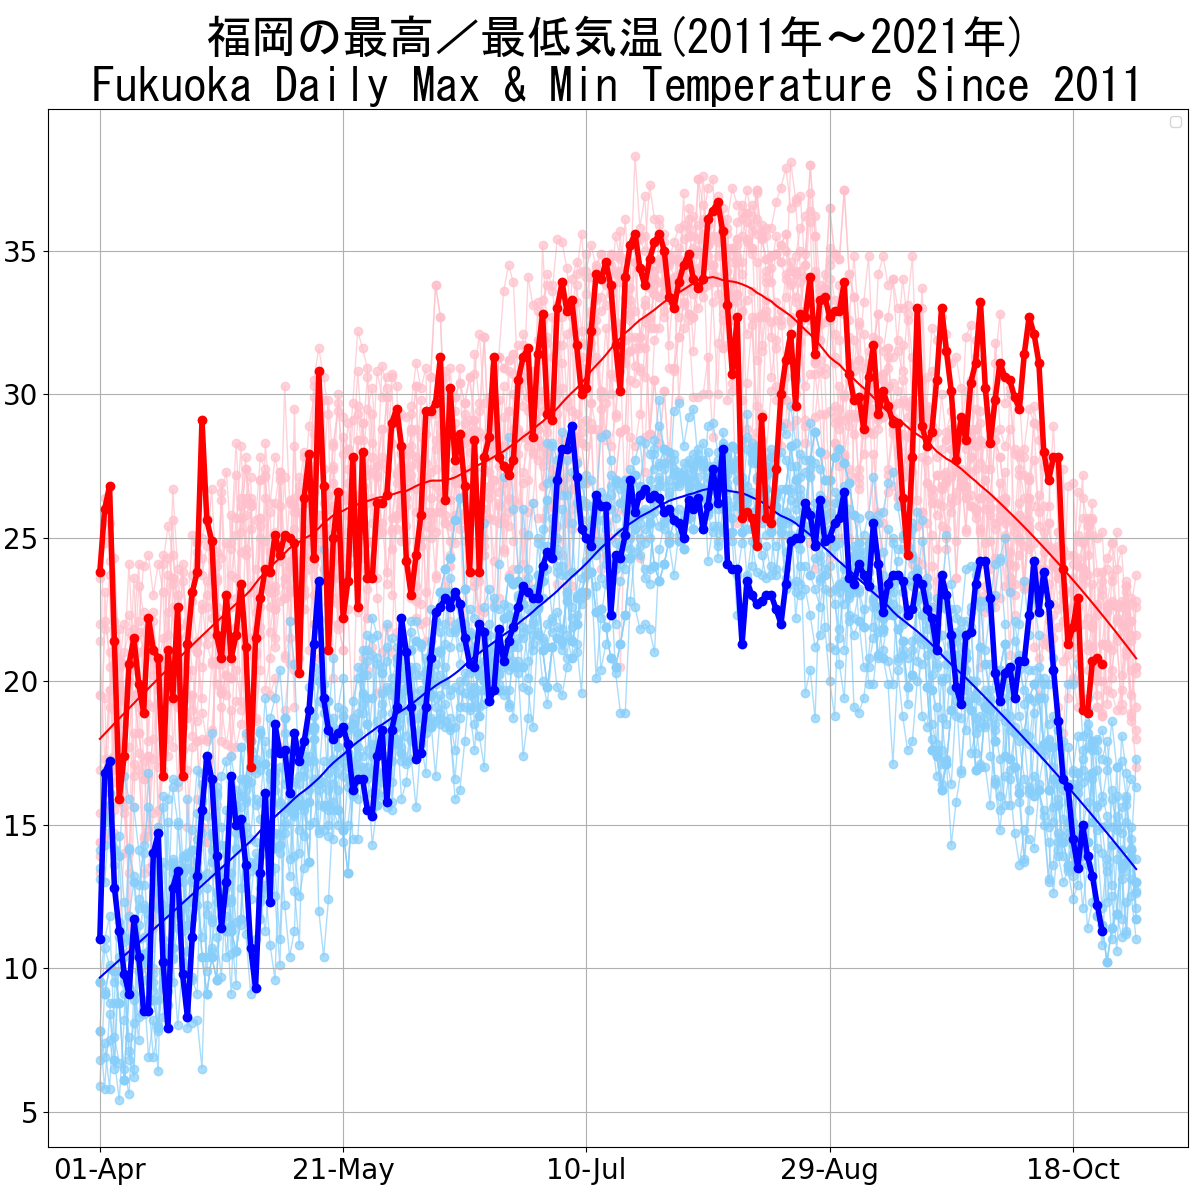 福岡の最高／最低気温(2011年～2021年)
Fukuoka Daily Max & Min Temperature Since 2011
35
30
25
20
15
10
5
01-Apr 21-May 10-Jul 29-Aug 18-Oct